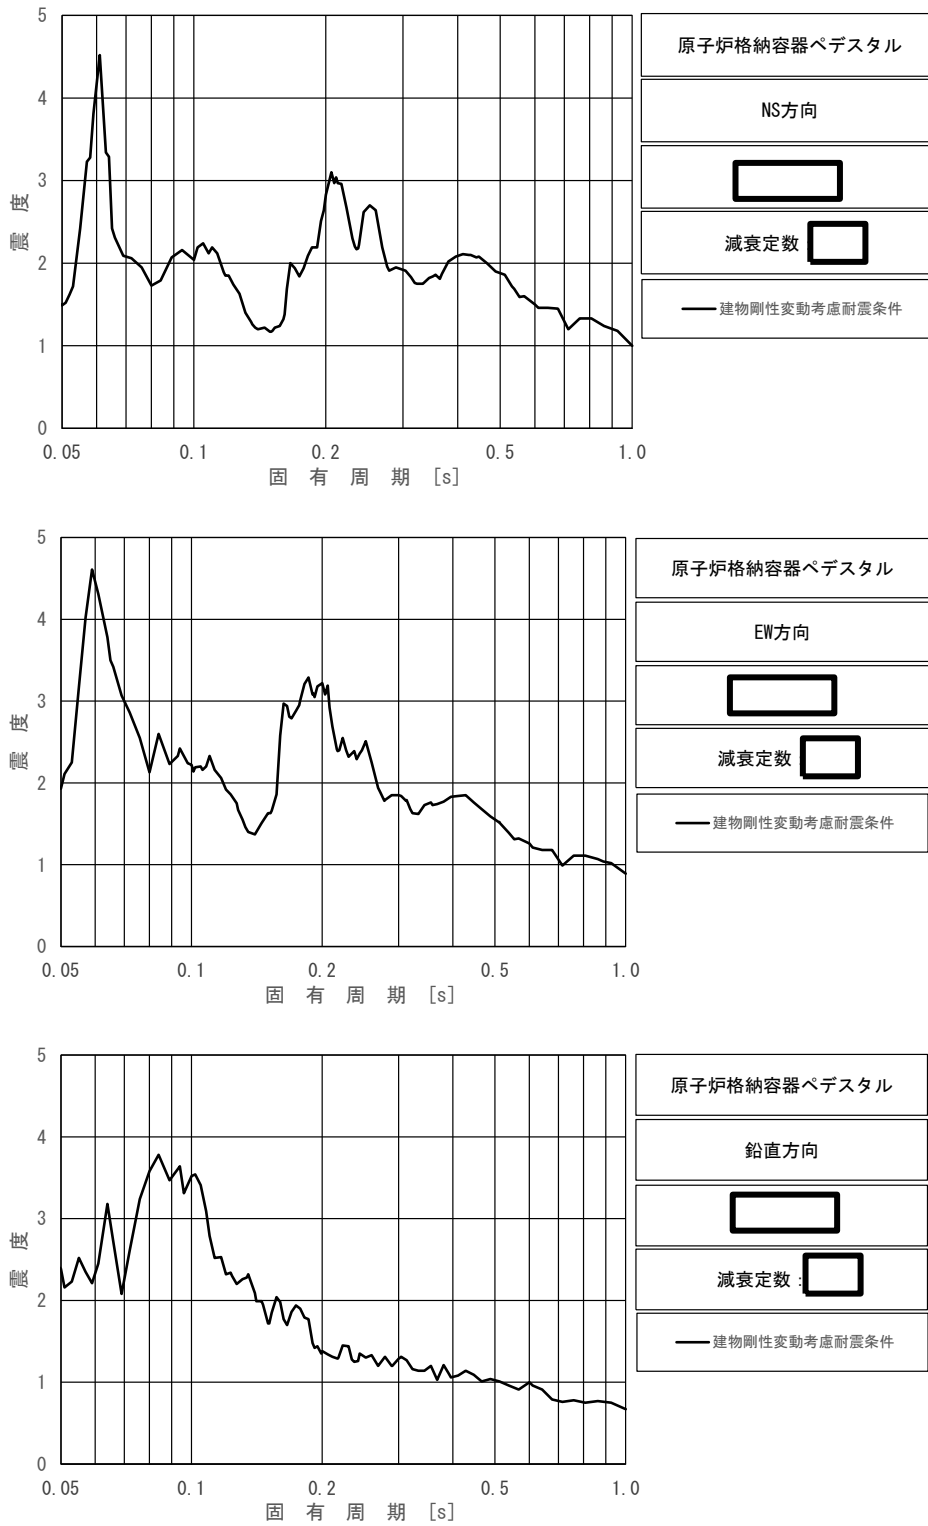 5
4
3
2
1
0
震度
0.05 0.1 0.2 0.5 1.0
固有周期 [s]
原子炉格納容器ペデスタル
NS方向
減衰定数
建物剛性変動考慮耐震条件
5
4
3
2
1
0
震度
0.05 0.1 0.2 0.5 1.0
固有周期 [s]
原子炉格納容器ペデスタル
EW方向
減衰定数
建物剛性変動考慮耐震条件
5
4
3
2
1
0
震度
0.05 0.1 0.2 0.5 1.0
固有周期 [s]
原子炉格納容器ペデスタル
鉛直方向
減衰定数 :
建物剛性変動考慮耐震条件